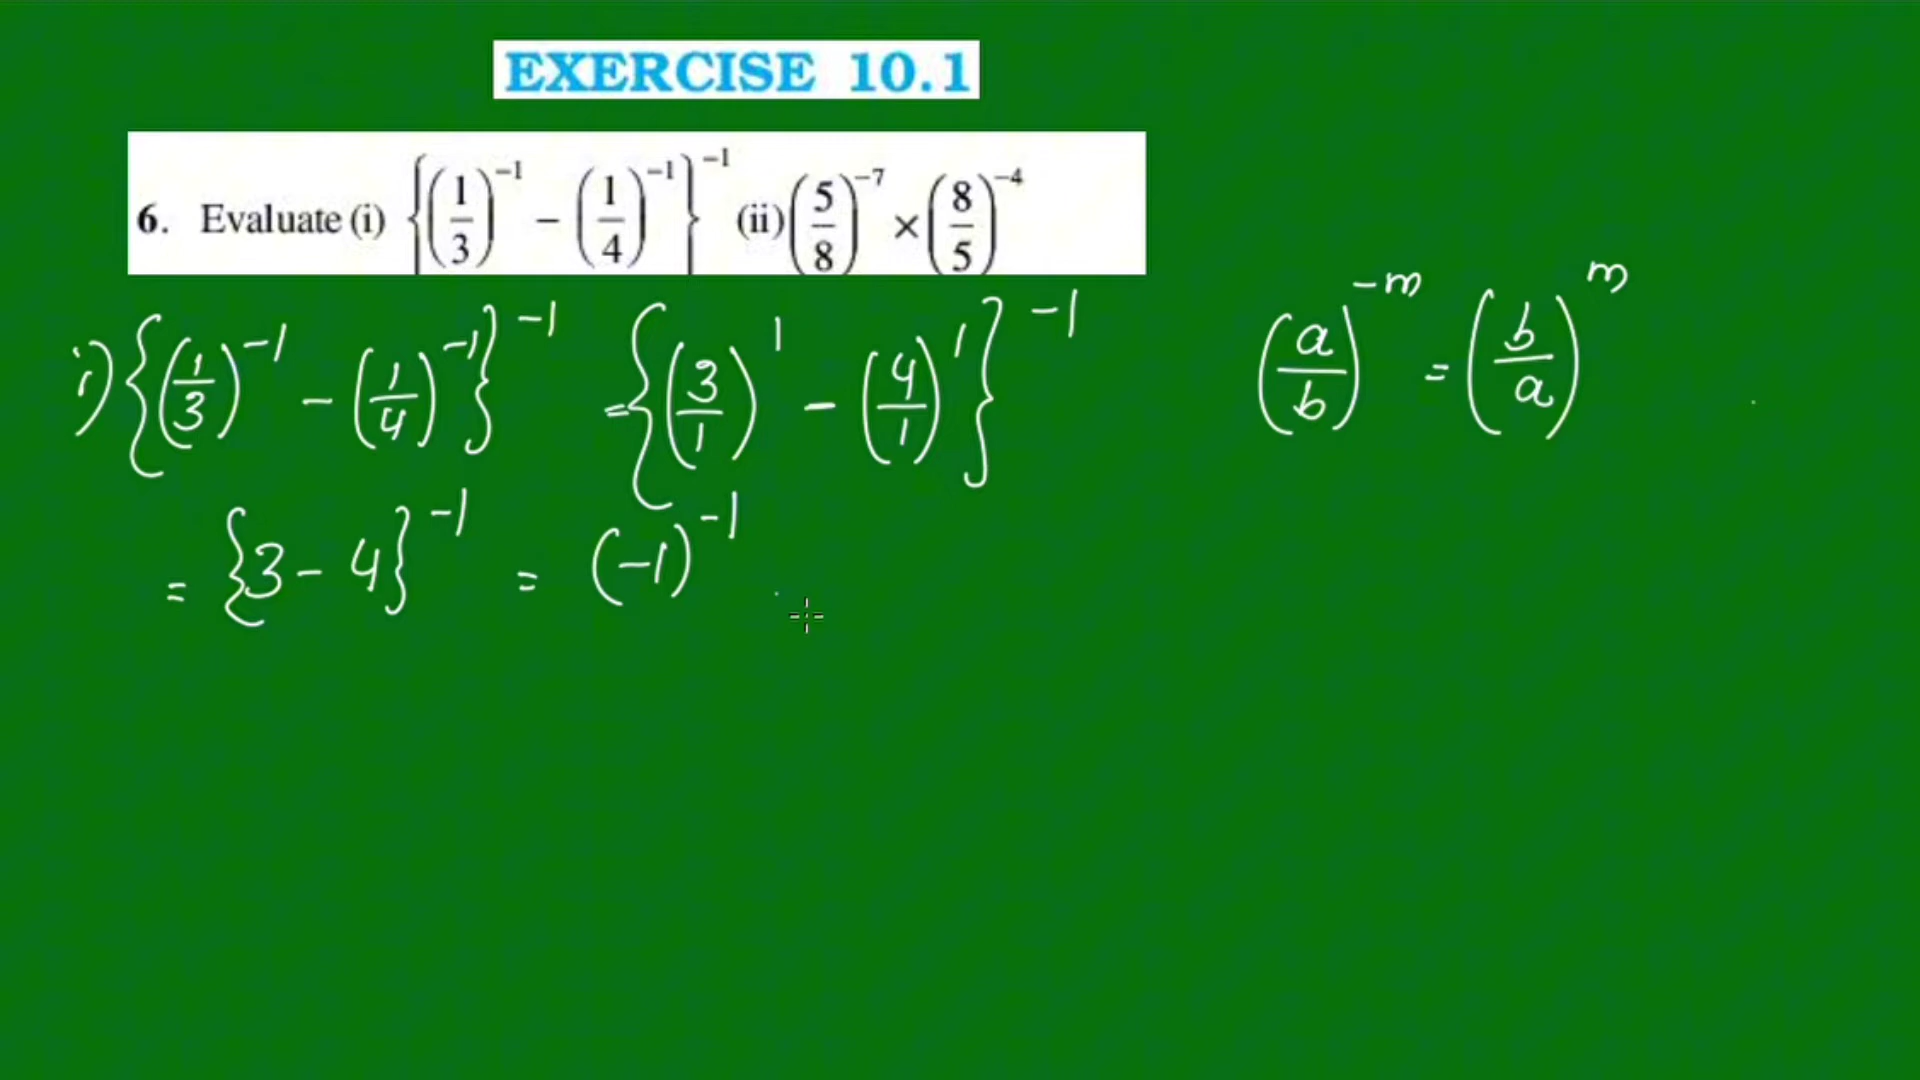 EXERCISE 10.1
6. Evaluate (i) {(1/3)⁻¹ − (1/4)⁻¹}⁻¹ (ii) (5/8)⁻⁷ × (8/5)⁻⁴
i) {(1/3)⁻¹ − (1/4)⁻¹}⁻¹ = {(3/1)¹ − (4/1)¹}⁻¹
(a/b)⁻ᵐ = (b/a)ᵐ
= {3 − 4}⁻¹ = (−1)⁻¹